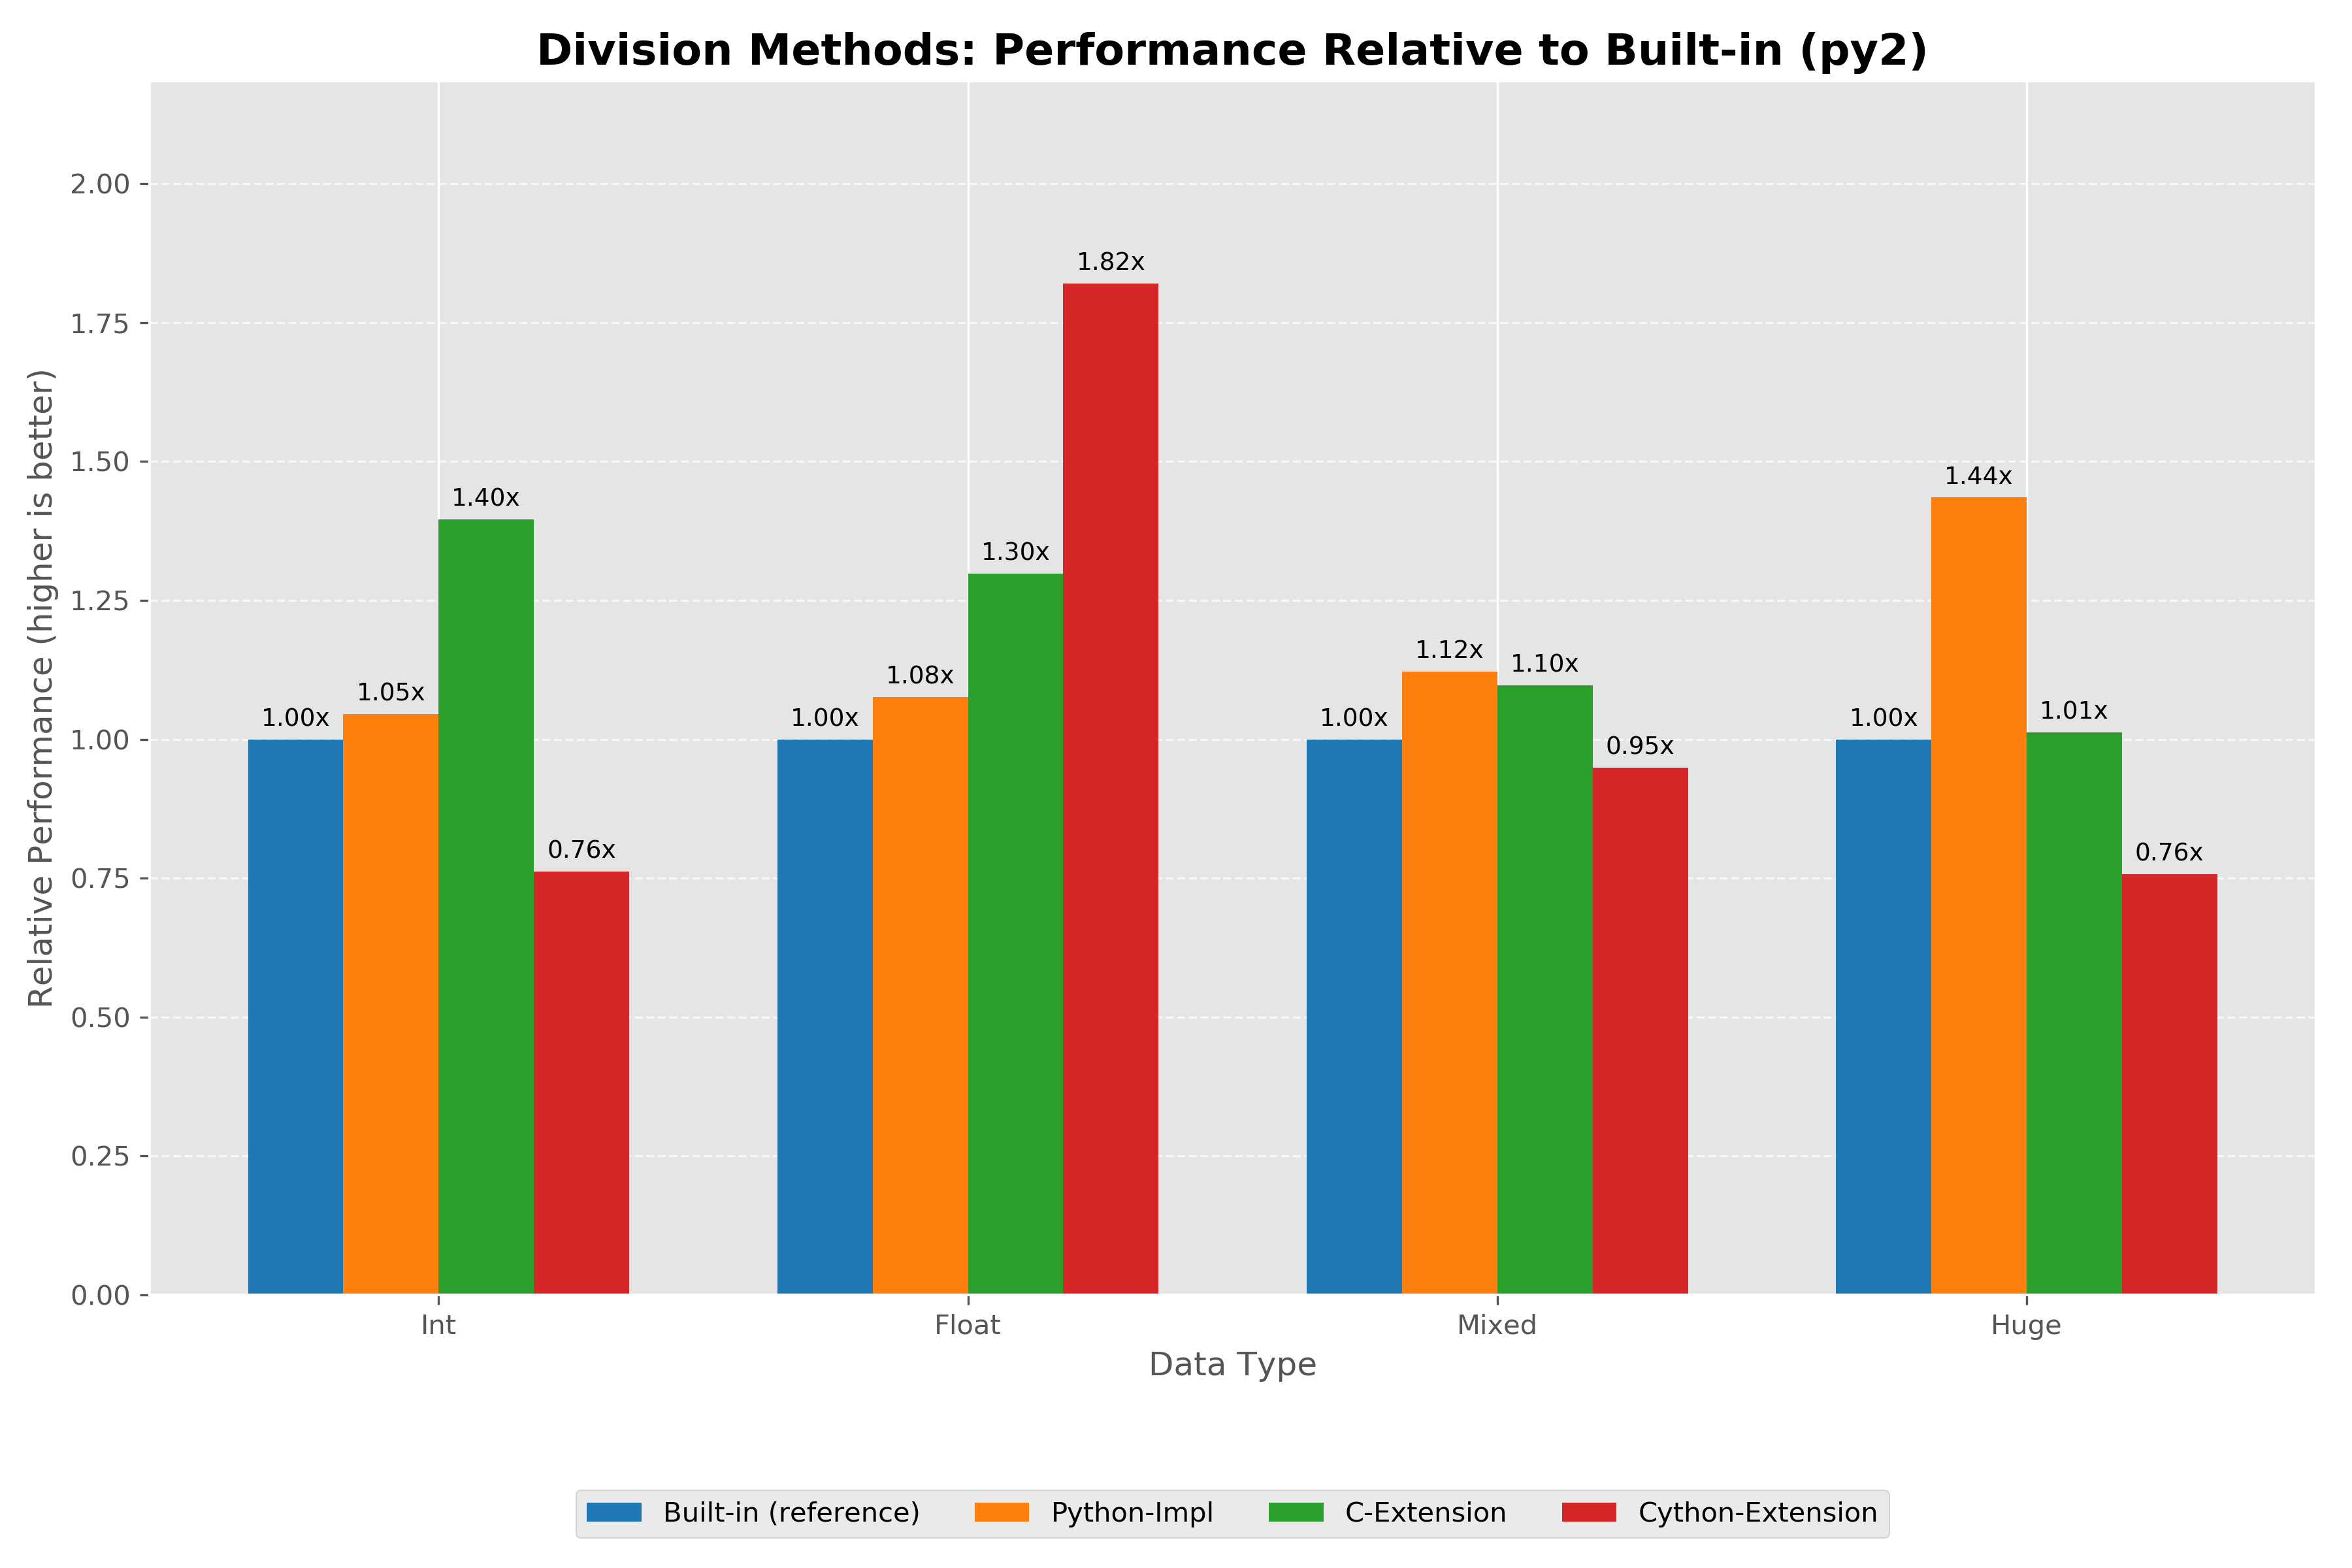 Division Methods: Performance Relative to Built-in (py2)
Relative Performance (higher is better)
2.00
1.75
1.50
1.25
1.00
0.75
0.50
0.25
0.00
1.00x
1.05x
1.40x
0.76x
1.00x
1.08x
1.30x
1.82x
1.00x
1.12x
1.10x
0.95x
1.00x
1.44x
1.01x
0.76x
Int
Float
Mixed
Huge
Data Type
Built-in (reference)
Python-Impl
C-Extension
Cython-Extension